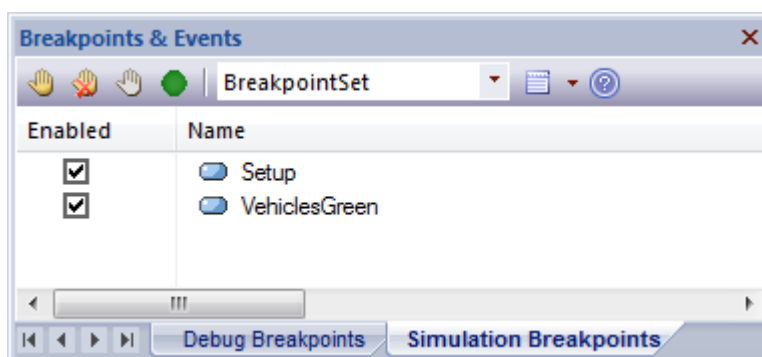 Breakpoints & Events
BreakpointSet
Enabled Name
Setup
VehiclesGreen
Debug Breakpoints Simulation Breakpoints